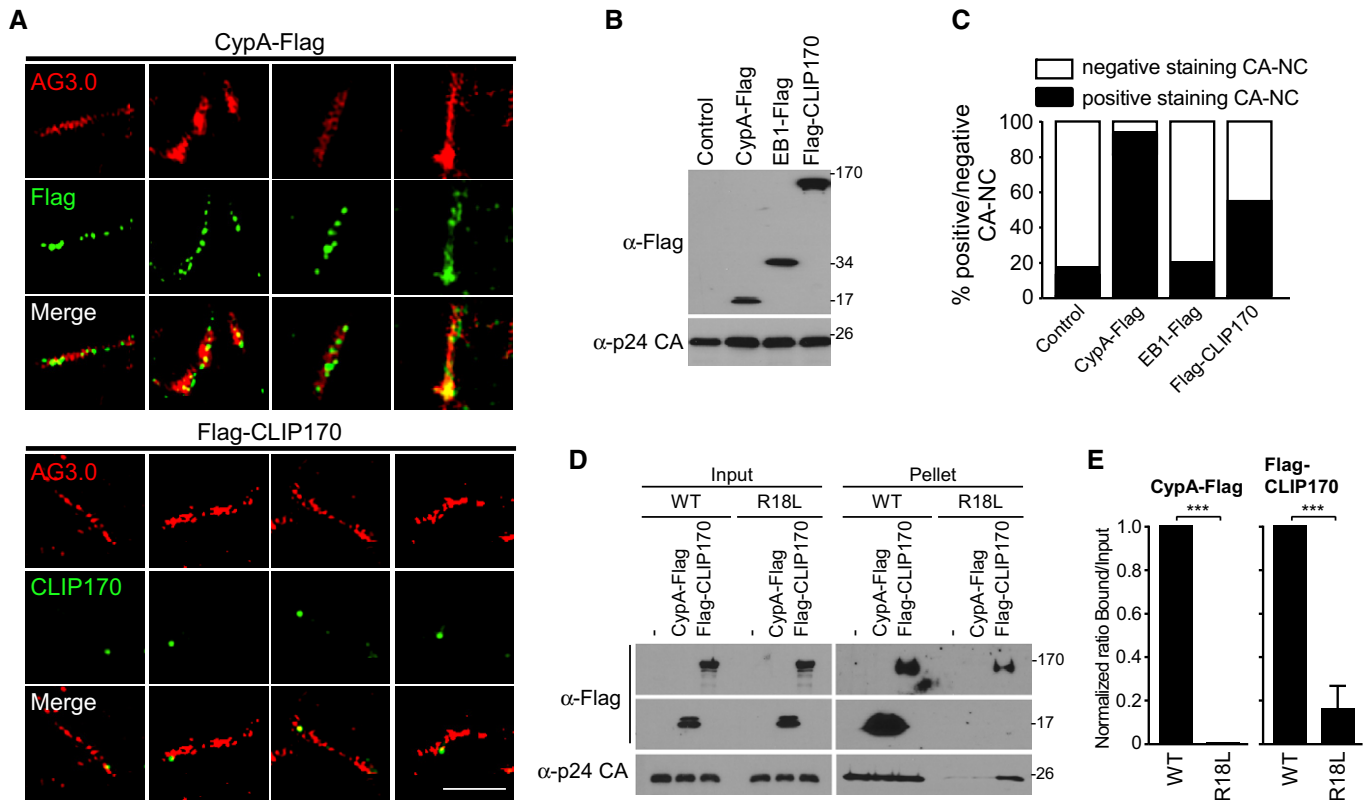 A
CypA-Flag
AG3.0
Flag
Merge
Flag-CLIP170
AG3.0
CLIP170
Merge
B
Control
CypA-Flag
EB1-Flag
Flag-CLIP170
α-Flag
-170
-34
-17
α-p24 CA
-26
C
negative staining CA-NC
positive staining CA-NC
% positive/negative
CA-NC
100
80
60
40
20
0
Control
CypA-Flag
EB1-Flag
Flag-CLIP170
D
Input
Pellet
WT
R18L
WT
R18L
-
CypA-Flag
Flag-CLIP170
-
CypA-Flag
Flag-CLIP170
-
CypA-Flag
Flag-CLIP170
-
CypA-Flag
Flag-CLIP170
α-Flag
-170
-17
α-p24 CA
-26
E
CypA-Flag
Flag-
CLIP170
***
***
Normalized ratio Bound/Input
1.0
0.8
0.6
0.4
0.2
0
WT
R18L
WT
R18L